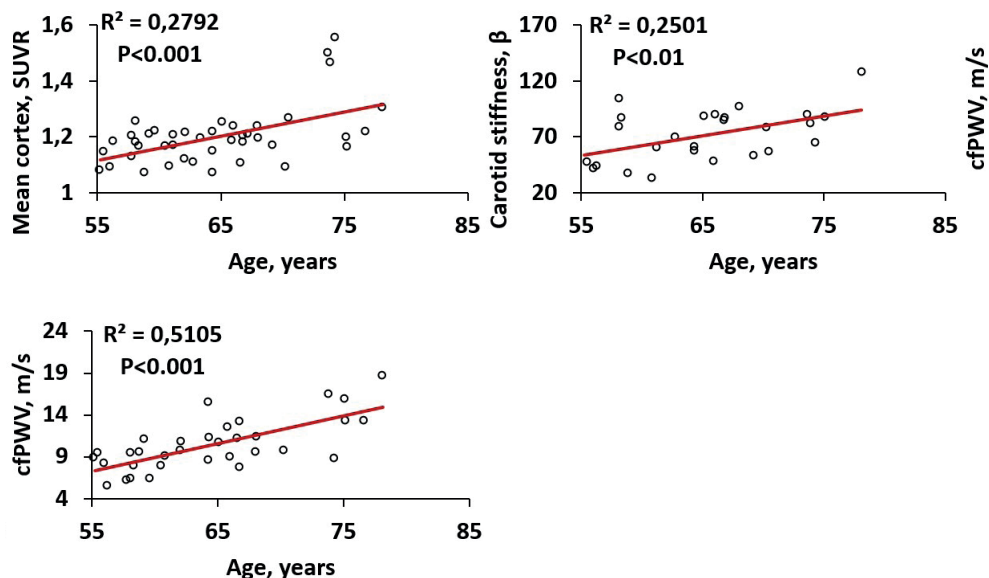 Mean cortex, SUVR
1,6
1,4
1,2
1
R² = 0,2792
P<0.001
55
65
75
85
Age, years
Carotid stiffness, β
170
120
70
20
R² = 0,2501
P<0.01
55
65
75
85
Age, years
cfPWV, m/s
cfPWV, m/s
24
19
14
9
4
R² = 0,5105
P<0.001
55
65
75
85
Age, years